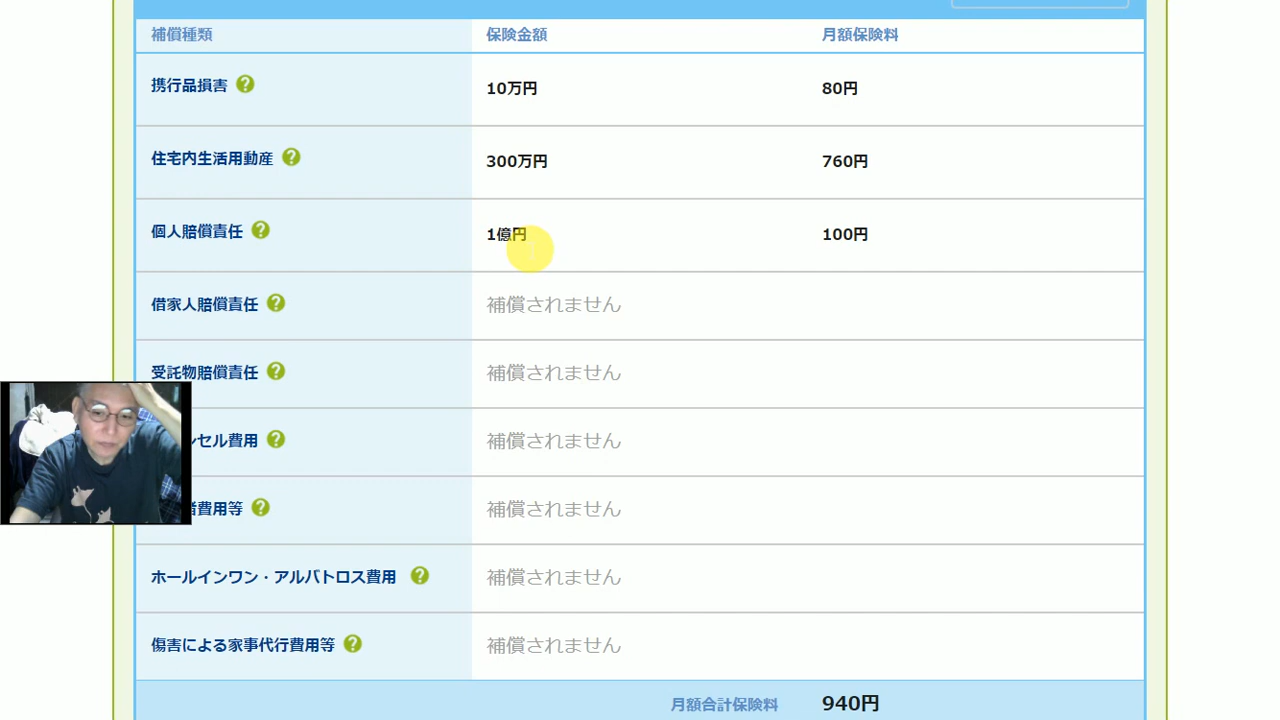 補償種類 保険金額 月額保険料
携行品損害 ? 10万円 80円
住宅内生活用動産 ? 300万円 760円
個人賠償責任 ? 1億円 100円
借家人賠償責任 ? 補償されません
受託物賠償責任 ? 補償されません
セル費用 ? 補償されません
費用等 ? 補償されません
ホールインワン・アルバトロス費用 ? 補償されません
傷害による家事代行費用等 ? 補償されません
月額合計保険料 940円